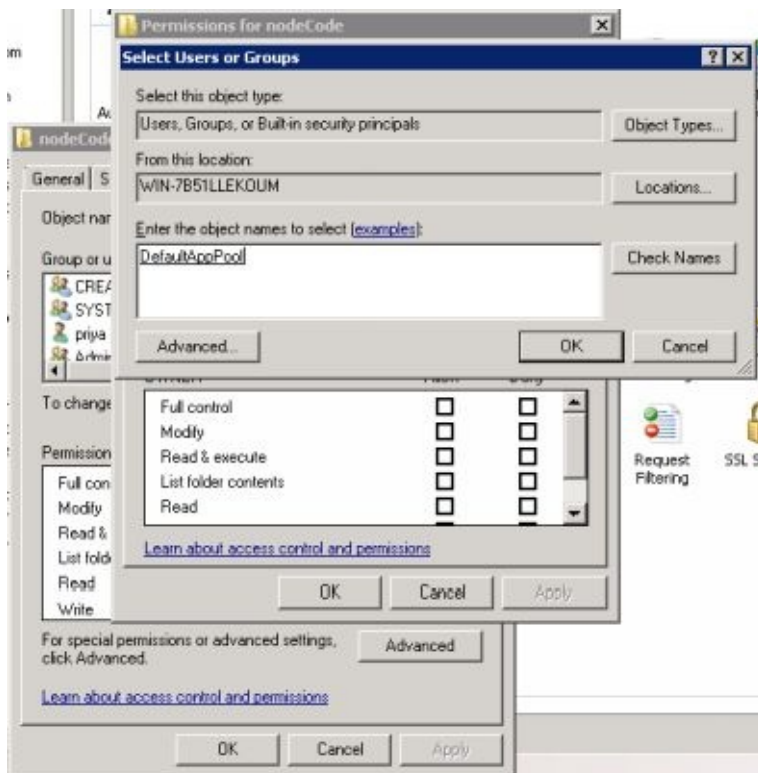 Permissions for nodeCode
Select Users or Groups
Select this object type:
Users, Groups, or Built-in security principals
Object Types...
From this location:
WIN-7B51LLEKOUM
Locations...
Enter the object names to select (examples):
DefaultAppPool
Check Names
Advanced...
OK
Cancel
nodeCode
General
Object nar
Group or u
CREA
SYST
priya
Admir
To change
Permission
Full con
Modify
Read &
List folde
Read
Write
Full control
Modify
Read & execute
List folder contents
Read
Learn about access control and permissions
OK
Cancel
Apply
For special permissions or advanced settings,
click Advanced.
Advanced
Learn about access control and permissions
OK
Cancel
Apply
Request
Filtering
SSL S